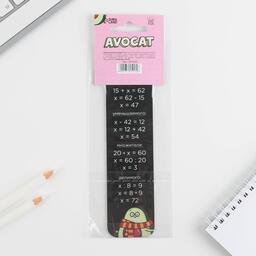 AVOCAT
15 + x = 62
x = 62 - 15
x = 47
уменьшаемого:
x - 42 = 12
x = 12 + 42
x = 54
множителя:
20 · x = 60
x = 60 : 20
x = 3
делимого:
x : 8 = 9
x = 8 · 9
x = 72